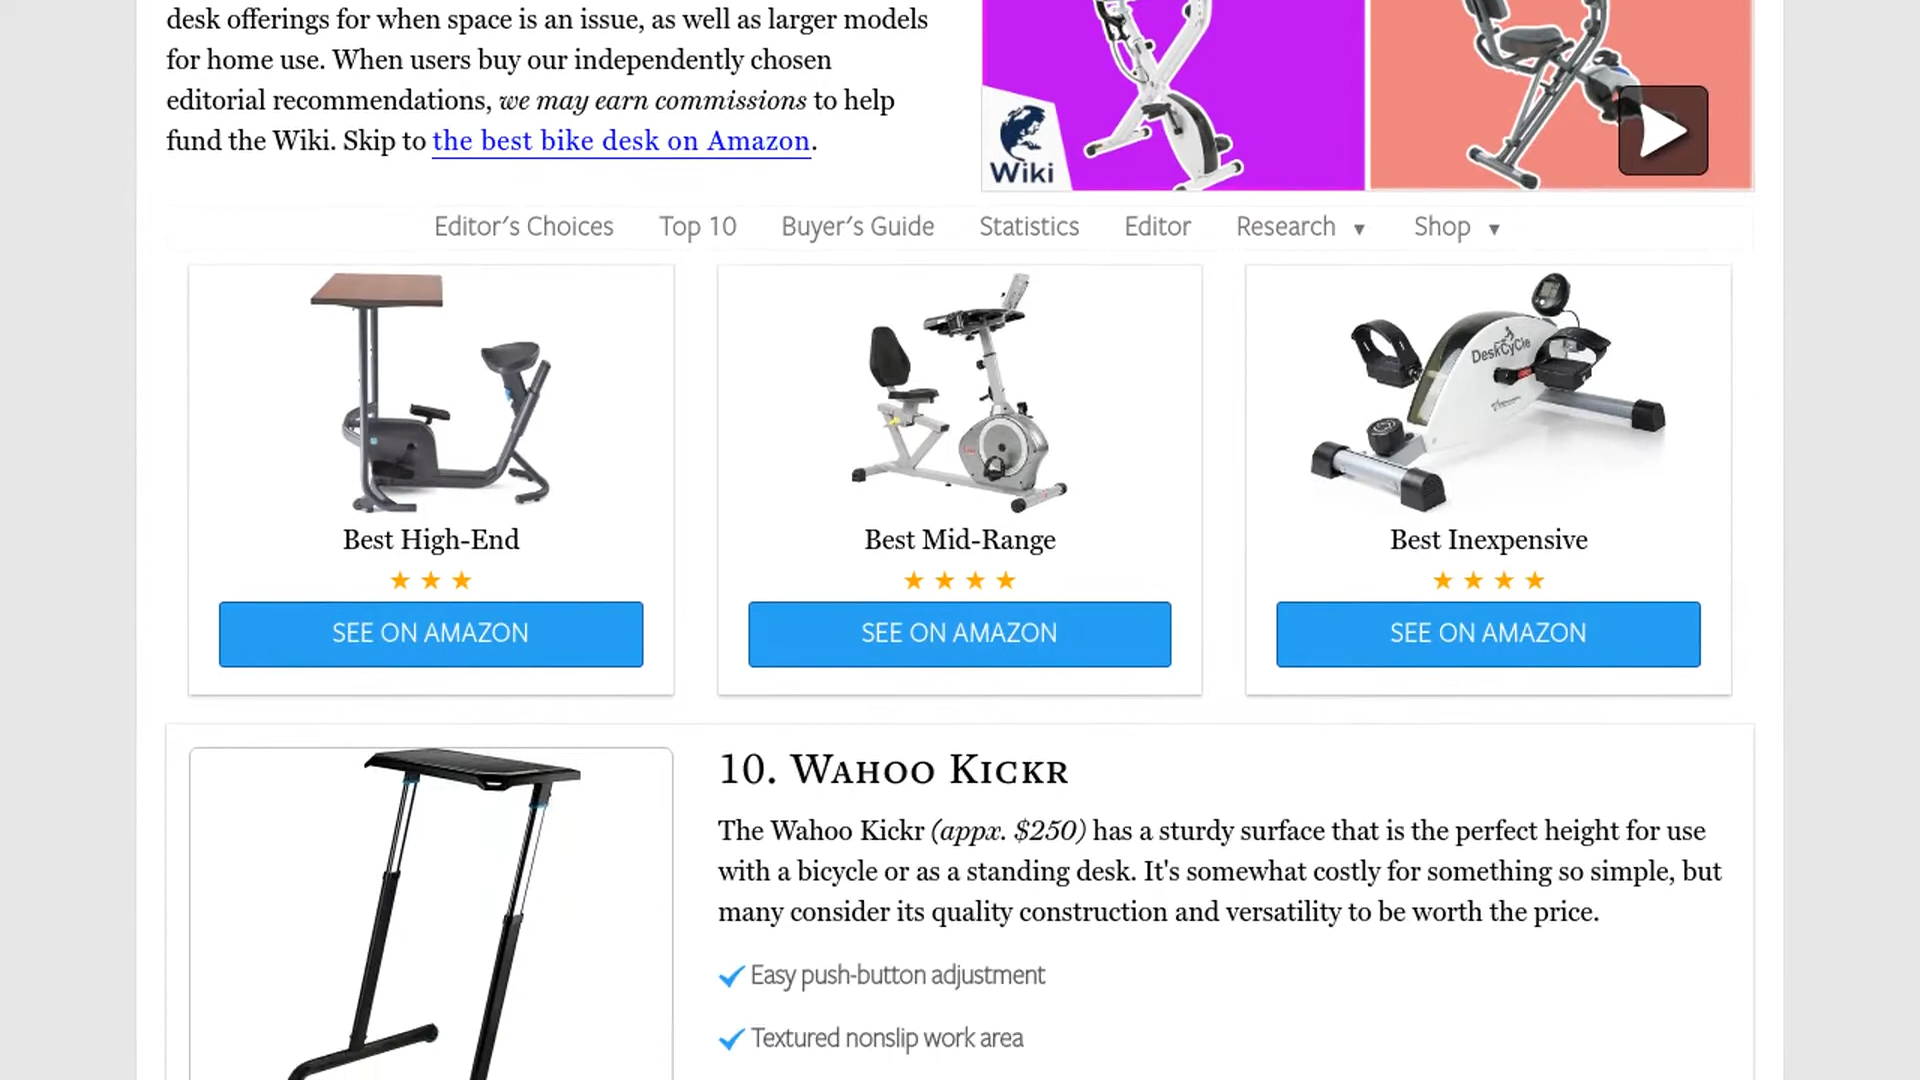 desk offerings for when space is an issue, as well as larger models
for home use. When users buy our independently chosen
editorial recommendations, we may earn commissions to help
fund the Wiki. Skip to the best bike desk on Amazon.
Wiki
Editor's Choices Top 10 Buyer's Guide Statistics Editor Research ▼ Shop ▼
DeskCycle
Best High-End
Best Mid-Range
Best Inexpensive
★ ★ ★
★ ★ ★ ★
★ ★ ★ ★
SEE ON AMAZON
SEE ON AMAZON
SEE ON AMAZON
10. WAHOO KICKR
The Wahoo Kickr (appx. $250) has a sturdy surface that is the perfect height for use
with a bicycle or as a standing desk. It's somewhat costly for something so simple, but
many consider its quality construction and versatility to be worth the price.
Easy push-button adjustment
Textured nonslip work area